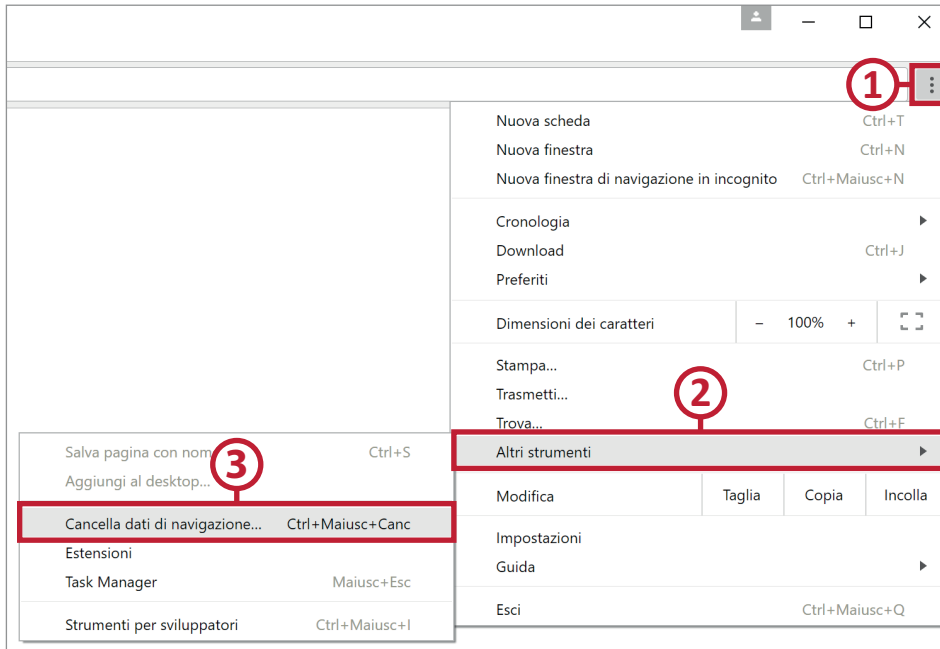 1
Nuova scheda Ctrl+T
Nuova finestra Ctrl+N
Nuova finestra di navigazione in incognito Ctrl+Maiusc+N
Cronologia
Download Ctrl+J
Preferiti
Dimensioni dei caratteri – 100% +
Stampa... Ctrl+P
Trasmetti...
2
Trova... Ctrl+F
Altri strumenti
Modifica Taglia Copia Incolla
Impostazioni
Guida
Esci Ctrl+Maiusc+Q
Salva pagina con nom Ctrl+S
3
Aggiungi al desktop...
Cancella dati di navigazione... Ctrl+Maiusc+Canc
Estensioni
Task Manager Maiusc+Esc
Strumenti per sviluppatori Ctrl+Maiusc+I